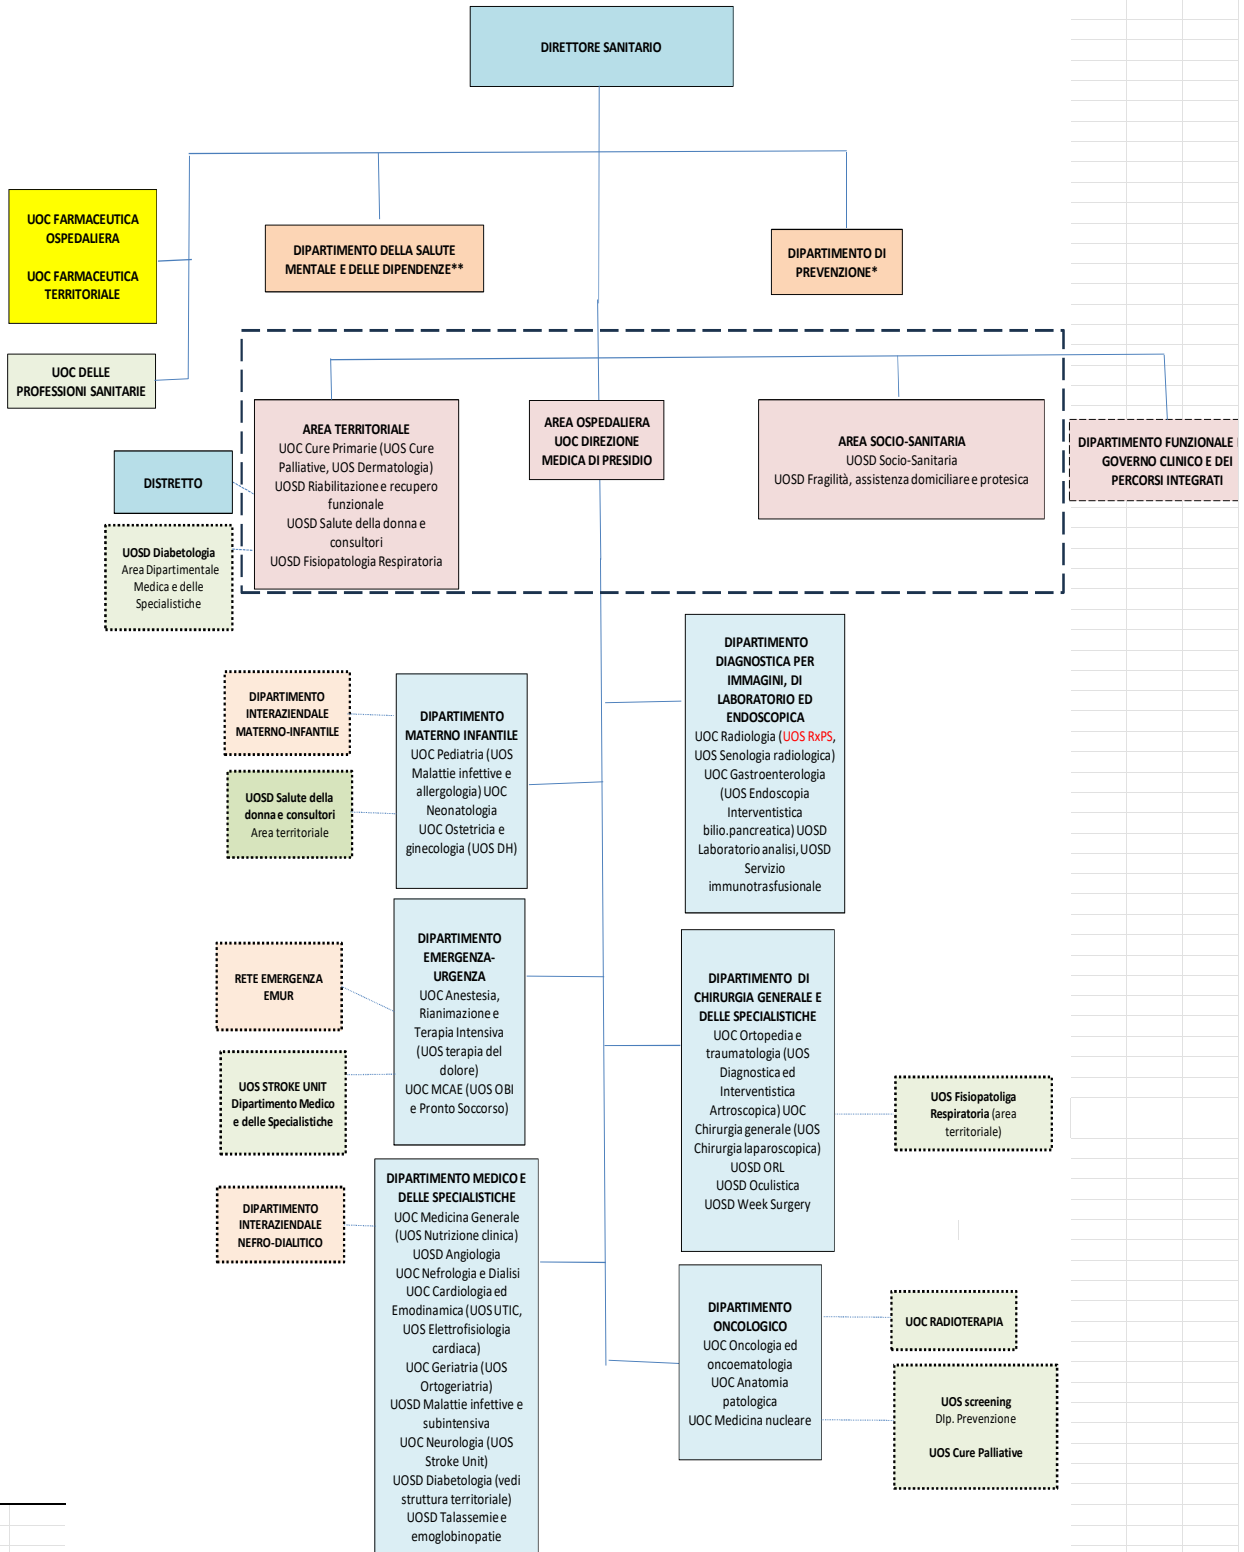 DIRETTORE SANITARIO
UOC FARMACEUTICA
OSPEDALIERA
UOC FARMACEUTICA
TERRITORIALE
DIPARTIMENTO DELLA SALUTE
MENTALE E DELLE DIPENDENZE**
DIPARTIMENTO DI
PREVENZIONE*
UOC DELLE
PROFESSIONI SANITARIE
AREA TERRITORIALE
UOC Cure Primarie (UOS Cure
Palliative, UOS Dermatologia)
UOSD Riabilitazione e recupero
funzionale
UOSD Salute della donna e
consultori
UOSD Fisiopatologia Respiratoria
AREA OSPEDALIERA
UOC DIREZIONE
MEDICA DI PRESIDIO
AREA SOCIO-SANITARIA
UOSD Socio-Sanitaria
UOSD Fragilità, assistenza domiciliare e protesica
DIPARTIMENTO FUNZIONALE
GOVERNO CLINICO E DEI
PERCORSI INTEGRATI
DISTRETTO
UOSD Diabetologia
Area Dipartimentale
Medica e delle
Specialistiche
DIPARTIMENTO
DIAGNOSTICA PER
IMMAGINI, DI
LABORATORIO ED
ENDOSCOPICA
UOC Radiologia (UOS RxPS,
UOS Senologia radiologica)
UOC Gastroenterologia
(UOS Endoscopia
Interventistica
bilio.pancreatica) UOSD
Laboratorio analisi, UOSD
Servizio
immunotrasfusionale
DIPARTIMENTO
INTERAZIENDALE
MATERNO-INFANTILE
DIPARTIMENTO
MATERNO INFANTILE
UOC Pediatria (UOS
Malattie infettive e
allergologia) UOC
Neonatologia
UOC Ostetricia e
ginecologia (UOS DH)
UOSD Salute della
donna e consultori
Area territoriale
DIPARTIMENTO
EMERGENZA-
URGENZA
UOC Anestesia,
Rianimazione e
Terapia Intensiva
(UOS terapia del
dolore)
UOC MCAE (UOS OBI
e Pronto Soccorso)
RETE EMERGENZA
EMUR
UOS STROKE UNIT
Dipartimento Medico
e delle Specialistiche
DIPARTIMENTO DI
CHIRURGIA GENERALE E
DELLE SPECIALISTICHE
UOC Ortopedia e
traumatologia (UOS
Diagnostica ed
Interventistica
Artroscopica) UOC
Chirurgia generale (UOS
Chirurgia laparoscopica)
UOSD ORL
UOSD Oculistica
UOSD Week Surgery
UOS Fisiopatoliga
Respiratoria (area
territoriale)
DIPARTIMENTO
INTERAZIENDALE
NEFRO-DIALITICO
DIPARTIMENTO MEDICO E
DELLE SPECIALISTICHE
UOC Medicina Generale
(UOS Nutrizione clinica)
UOSD Angiologia
UOC Nefrologia e Dialisi
UOC Cardiologia ed
Emodinamica (UOS UTIC,
UOS Elettrofisiologia
cardiaca)
UOC Geriatria (UOS
Ortogeriatria)
UOSD Malattie infettive e
subintensiva
UOC Neurologia (UOS
Stroke Unit)
UOSD Diabetologia (vedi
struttura territoriale)
UOSD Talassemie e
emoglobinopatie
DIPARTIMENTO
ONCOLOGICO
UOC Oncologia ed
oncoematologia
UOC Anatomia
patologica
UOC Medicina nucleare
UOC RADIOTERAPIA
UOS screening
DIp. Prevenzione
UOS Cure Palliative